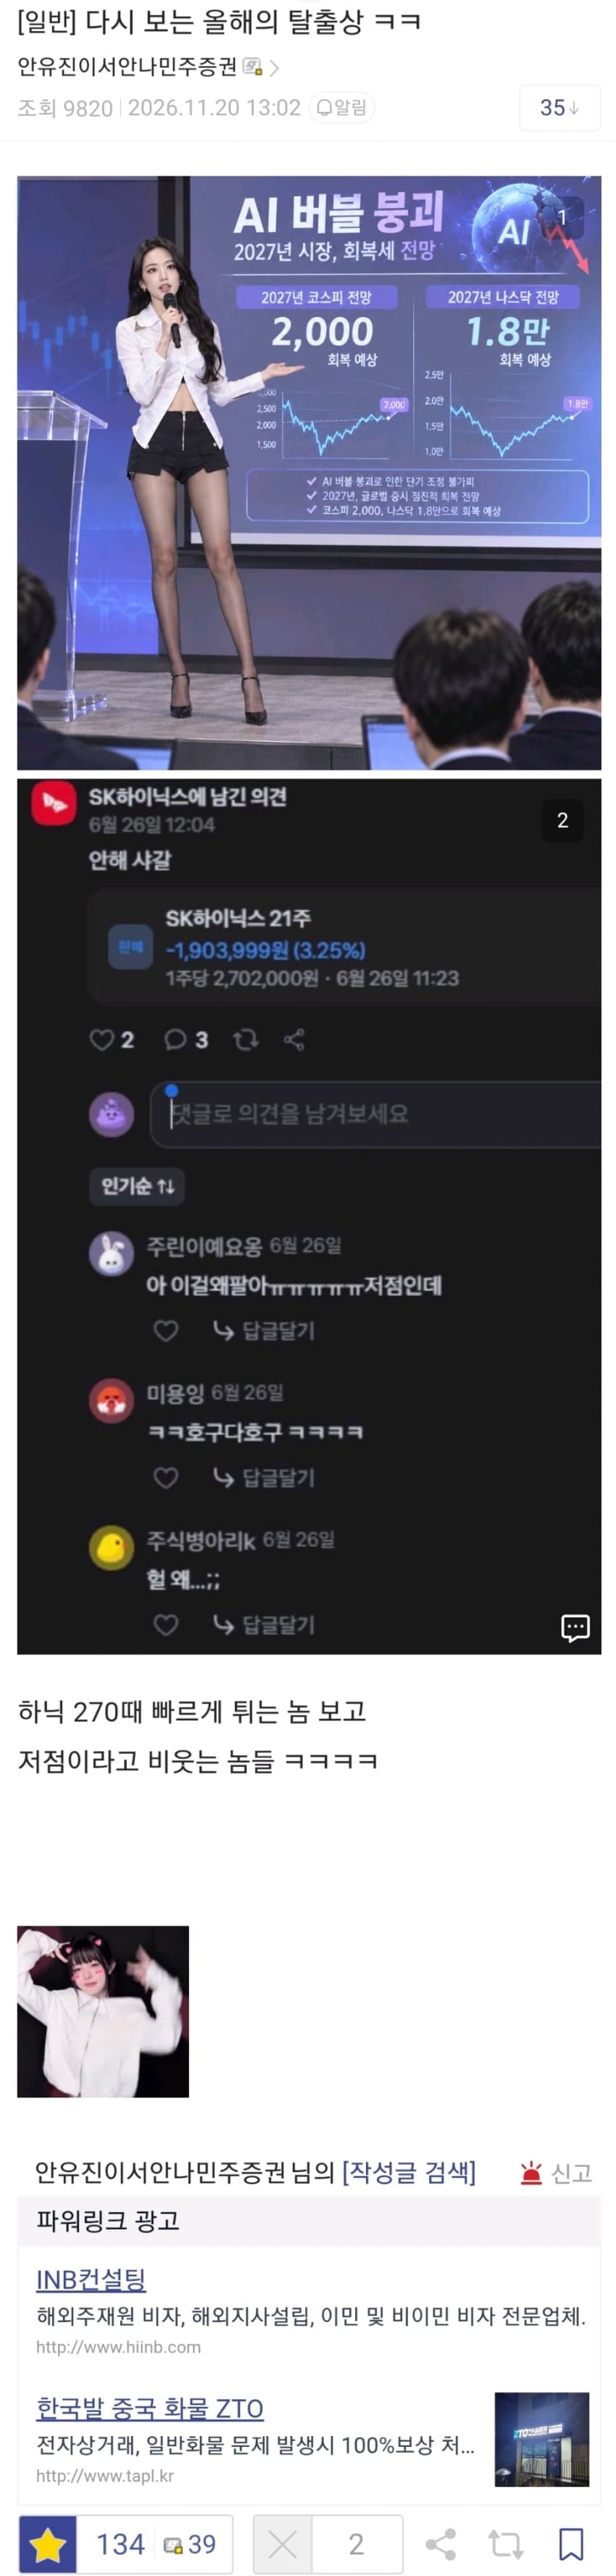 [일반] 다시 보는 올해의 탈출상 ㅋㅋ
안유진이서안나민주증권
조회 9820 | 2026.11.20 13:02 알림
35↓
1
AI 버블 붕괴
2027년 시장, 회복세 전망
AI
2027년 코스피 전망
2,000
회복 예상
2027년 나스닥 전망
1.8만
회복 예상
2,500
2,000
1,500
2,000
2.5만
2.0만
1.5만
1.0만
1.8만
✓ AI 버블 붕괴로 인한 단기 조정 불가피
✓ 2027년, 글로벌 증시 점진적 회복 전망
✓ 코스피 2,000, 나스닥 1.8만으로 회복 예상
SK하이닉스에 남긴 의견
6월 26일 12:04
2
안해 샤갈
판매
SK하이닉스 21주
-1,903,999원 (3.25%)
1주당 2,702,000원 · 6월 26일 11:23
2 3
댓글로 의견을 남겨보세요
인기순 ↑↓
주린이예요옹 6월 26일
아 이걸왜팔아ㅠㅠㅠㅠㅠ저점인데
답글달기
미용잉 6월 26일
ㅋㅋ호구다호구 ㅋㅋㅋㅋ
답글달기
주식병아리k 6월 26일
헐 왜...;;
답글달기
하닉 270때 빠르게 튀는 놈 보고
저점이라고 비웃는 놈들 ㅋㅋㅋㅋ
안유진이서안나민주증권 님의 [작성글 검색]
신고
파워링크 광고
INB컨설팅
해외주재원 비자, 해외지사설립, 이민 및 비이민 비자 전문업체.
http://www.hiinb.com
한국발 중국 화물 ZTO
전자상거래, 일반화물 문제 발생시 100%보상 처...
http://www.tapl.kr
ZTO
134 39
2